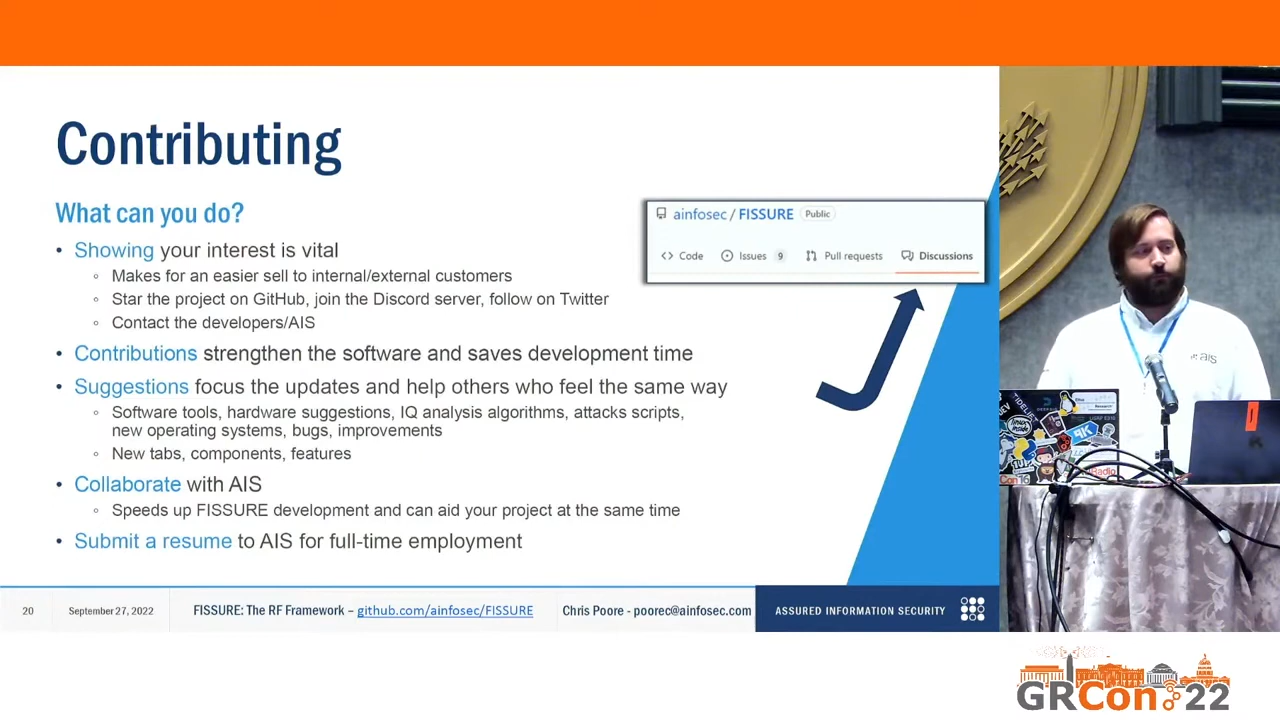 Contributing
What can you do?
• Showing your interest is vital
◦ Makes for an easier sell to internal/external customers
◦ Star the project on GitHub, join the Discord server, follow on Twitter
◦ Contact the developers/AIS
• Contributions strengthen the software and saves development time
• Suggestions focus the updates and help others who feel the same way
◦ Software tools, hardware suggestions, IQ analysis algorithms, attacks scripts,
new operating systems, bugs, improvements
◦ New tabs, components, features
• Collaborate with AIS
◦ Speeds up FISSURE development and can aid your project at the same time
• Submit a resume to AIS for full-time employment
ainfosec / FISSURE Public
<> Code Issues 9 Pull requests Discussions
20 September 27, 2022 FISSURE: The RF Framework – github.com/ainfosec/FISSURE Chris Poore - poorec@ainfosec.com ASSURED INFORMATION SECURITY
ais
GRCon 22